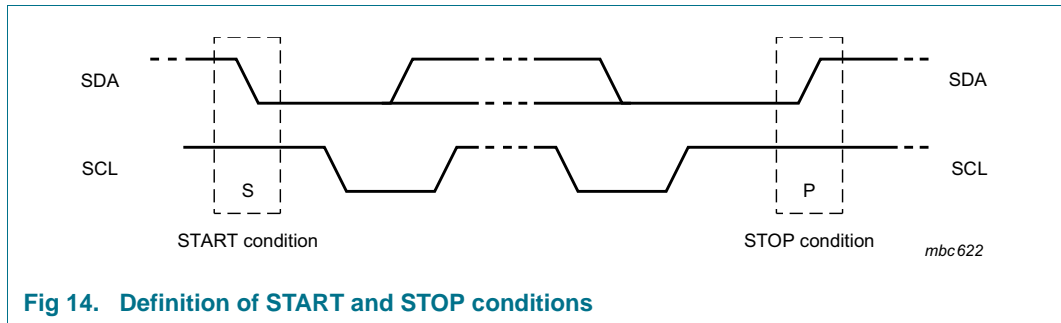 SDA
SDA
SCL
SCL
S
P
START condition
STOP condition
mbc622
Fig 14. Definition of START and STOP conditions